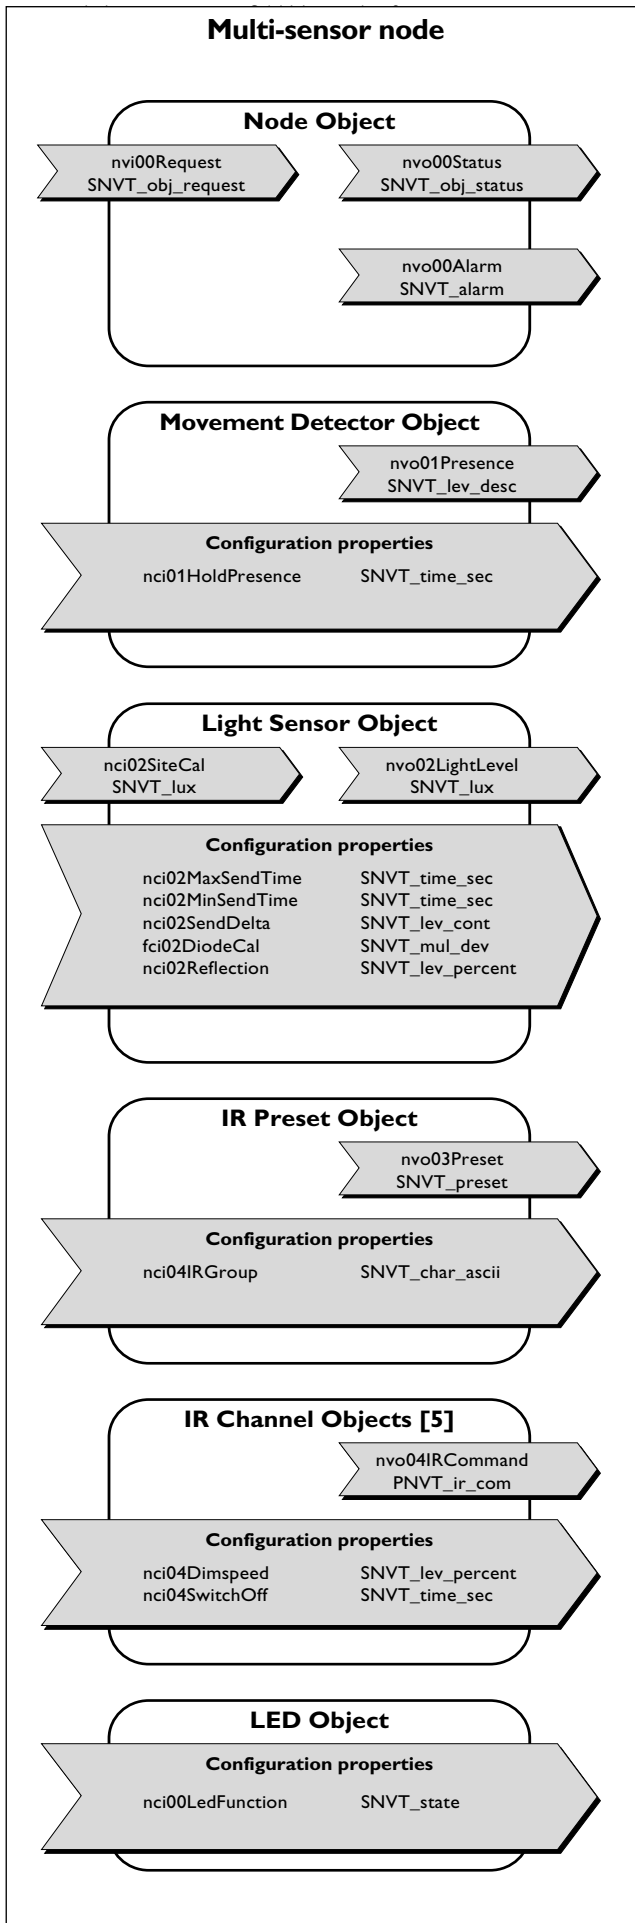 Multi-sensor node
Node Object
nvi00Request
SNVT_obj_request
nvo00Status
SNVT_obj_status
nvo00Alarm
SNVT_alarm
Movement Detector Object
nvo01Presence
SNVT_lev_desc
Configuration properties
nci01HoldPresence SNVT_time_sec
Light Sensor Object
nci02SiteCal
SNVT_lux
nvo02LightLevel
SNVT_lux
Configuration properties
nci02MaxSendTime SNVT_time_sec
nci02MinSendTime SNVT_time_sec
nci02SendDelta SNVT_lev_cont
fci02DiodeCal SNVT_mul_dev
nci02Reflection SNVT_lev_percent
IR Preset Object
nvo03Preset
SNVT_preset
Configuration properties
nci04IRGroup SNVT_char_ascii
IR Channel Objects [5]
nvo04IRCommand
PNVT_ir_com
Configuration properties
nci04Dimspeed SNVT_lev_percent
nci04SwitchOff SNVT_time_sec
LED Object
Configuration properties
nci00LedFunction SNVT_state